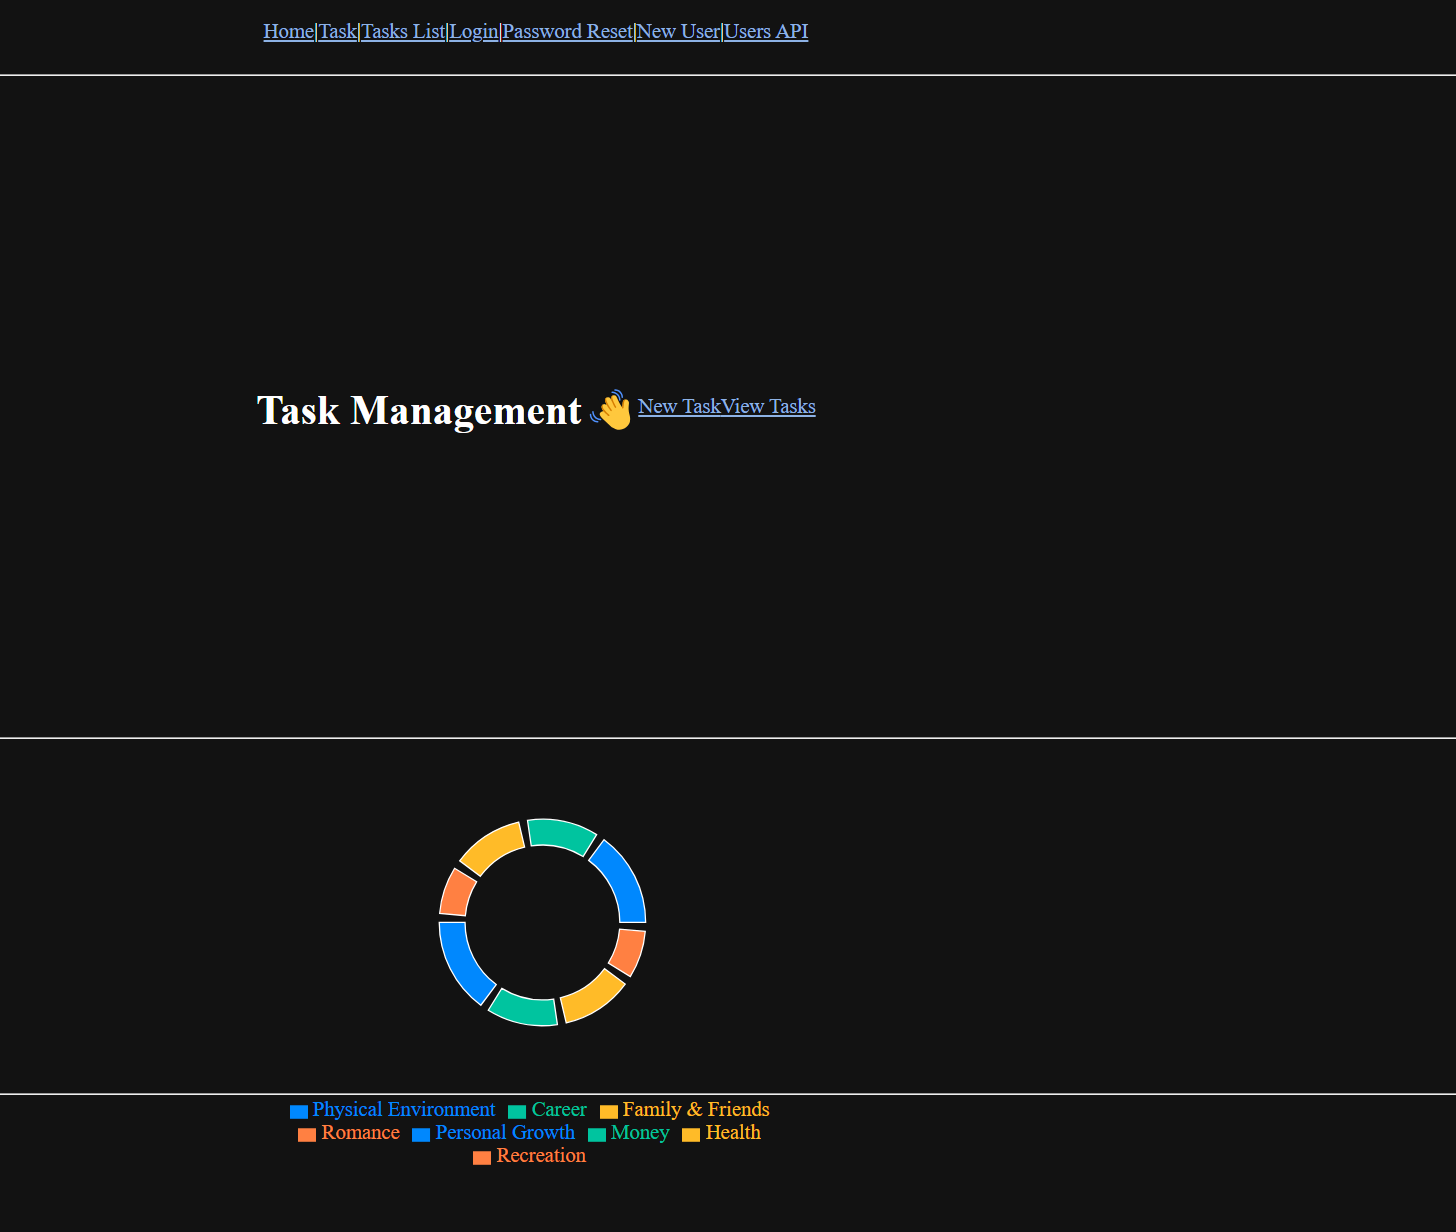 Home|Task|Tasks List|Login|Password Reset|New User|Users API
Task Management 👋 New TaskView Tasks
Physical Environment Career Family & Friends
Romance Personal Growth Money Health
Recreation